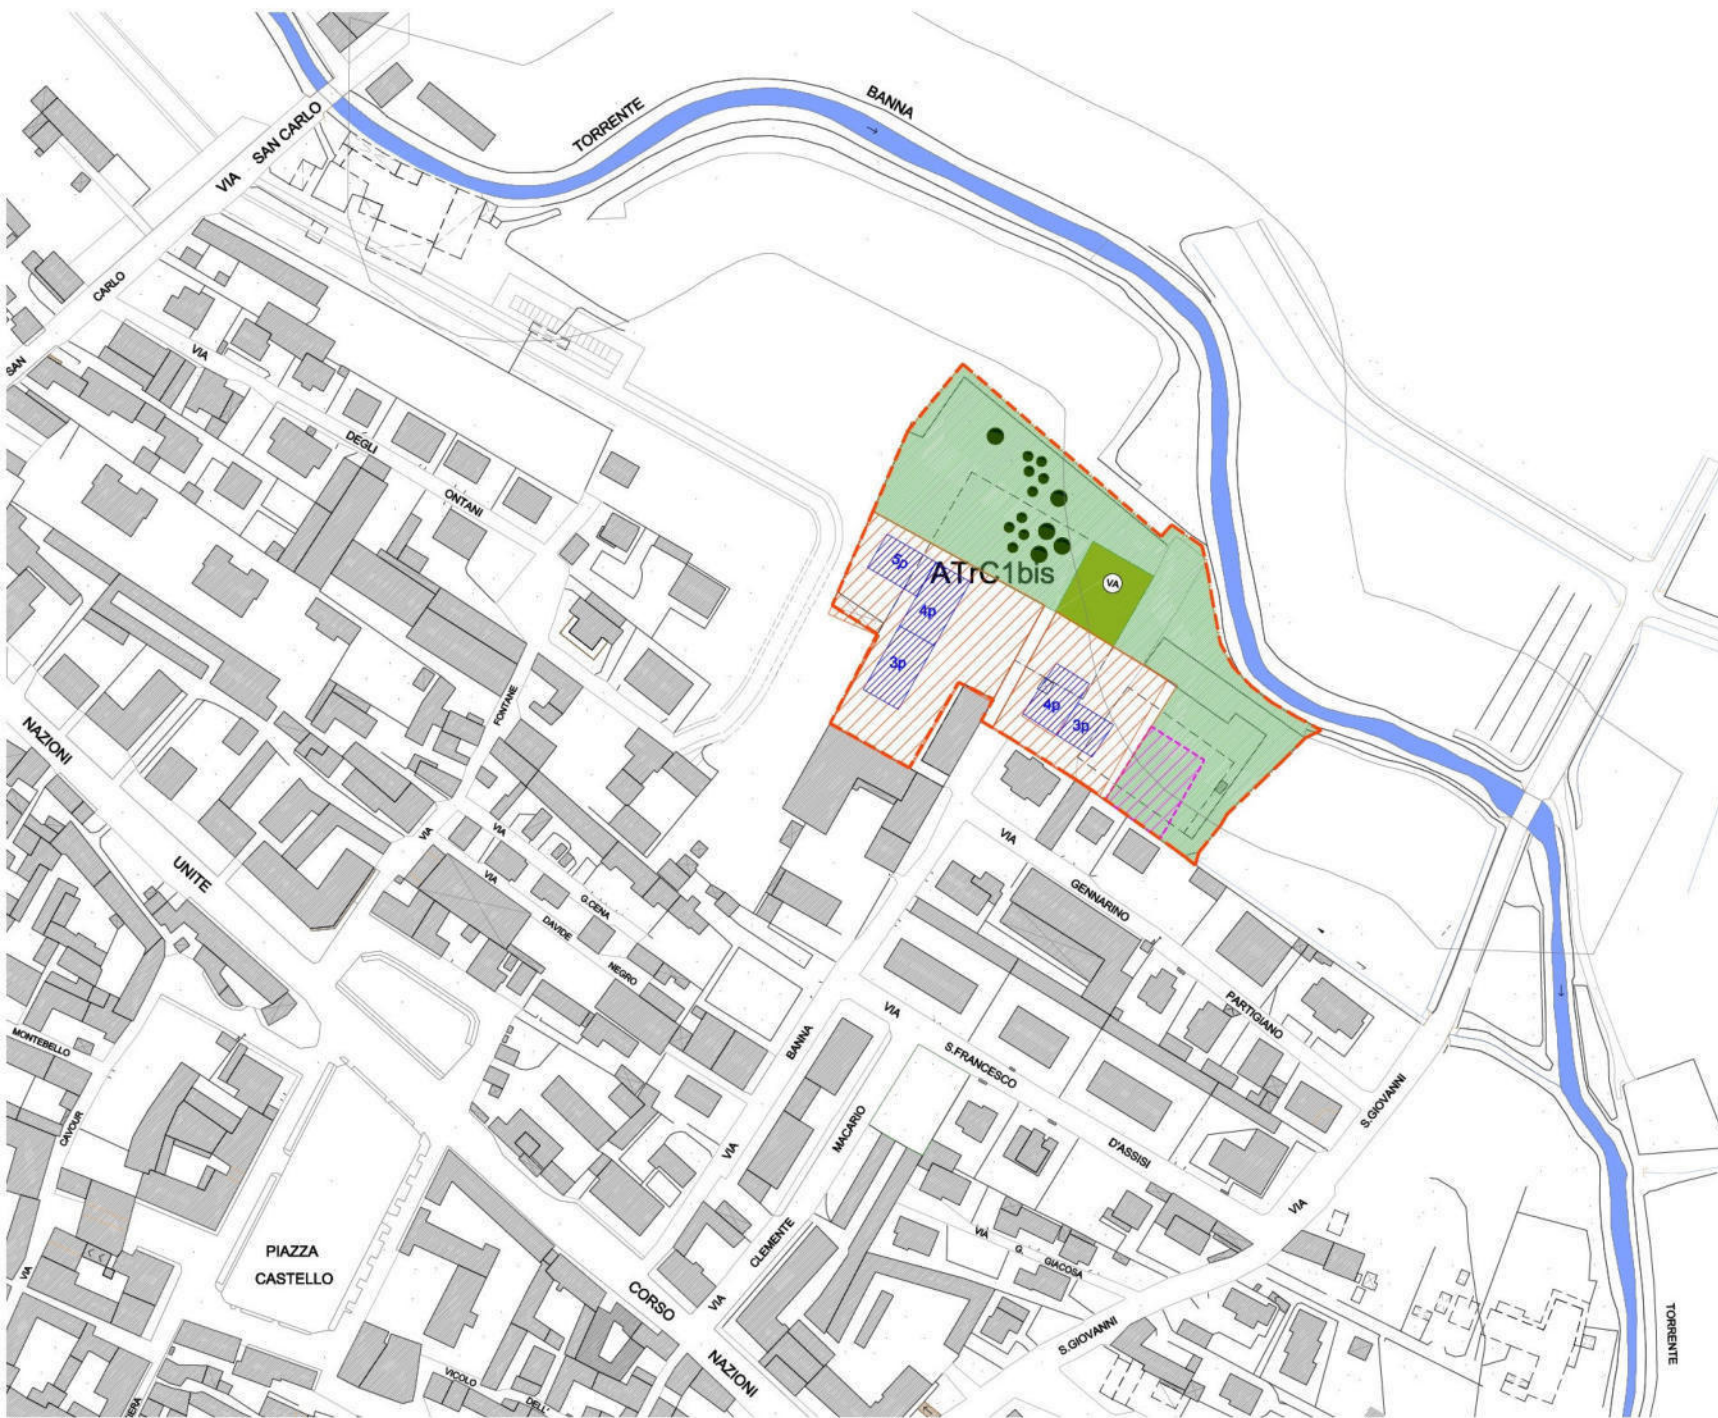 BANNA
TORRENTE
SAN CARLO
VIA
CARLO
SAN
VIA
DEGLI
ONTANI
5p
ATrC1bis
VA
4p
3p
4p
3p
FONTANE
NAZIONI
UNITE
VIA
VIA
VIA
G.CENA
DAVIDE
NEGRO
VIA
GENNARINO
PARTIGIANO
VIA
S.FRANCESCO
D'ASSISI
BANNA
VIA
MONTEBELLO
CAVOUR
VIA
MACARIO
CLEMENTE
VIA
S.GIOVANNI
VIA
VIA
G.
GIACOSA
S.GIOVANNI
PIAZZA
CASTELLO
CORSO
NAZIONI
VICOLO
DELL'
TORRENTE